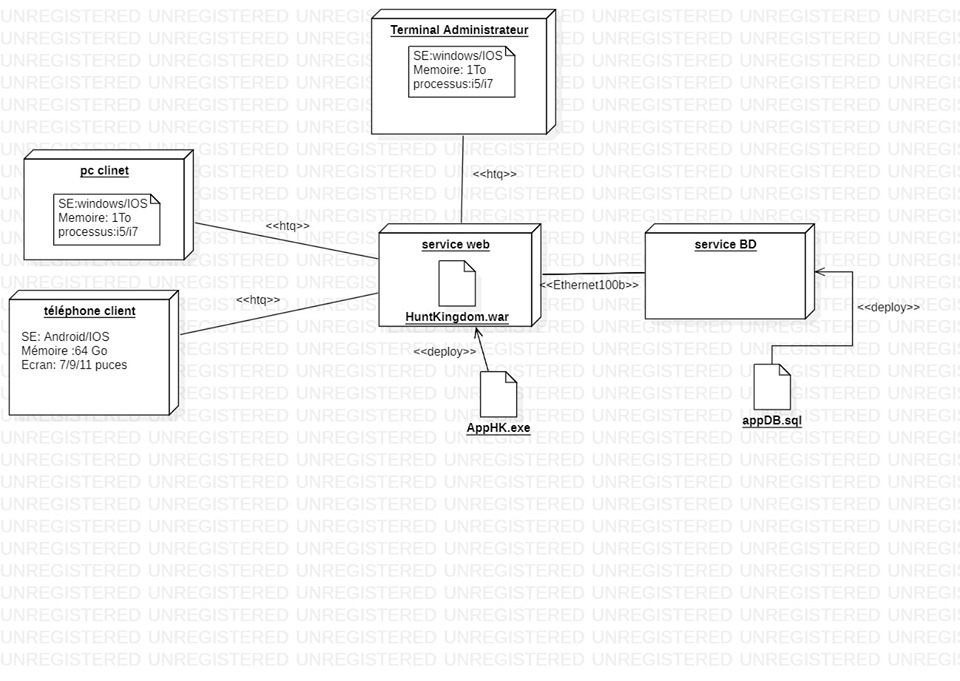 Terminal Administrateur
SE:windows/IOS
Memoire: 1To
processus:i5/i7
<<htq>>
pc clinet
SE:windows/IOS
Memoire: 1To
processus:i5/i7
<<htq>>
service web
HuntKingdom.war
service BD
<<Ethernet100b>>
téléphone client
SE: Android/IOS
Mémoire :64 Go
Ecran: 7/9/11 puces
<<htq>>
<<deploy>>
<<deploy>>
AppHK.exe
appDB.sql
UNREGISTERED UNREGISTERED UNREGISTERED UNREGISTERED UNREGISTERED UNREGISTERED UNREGIS